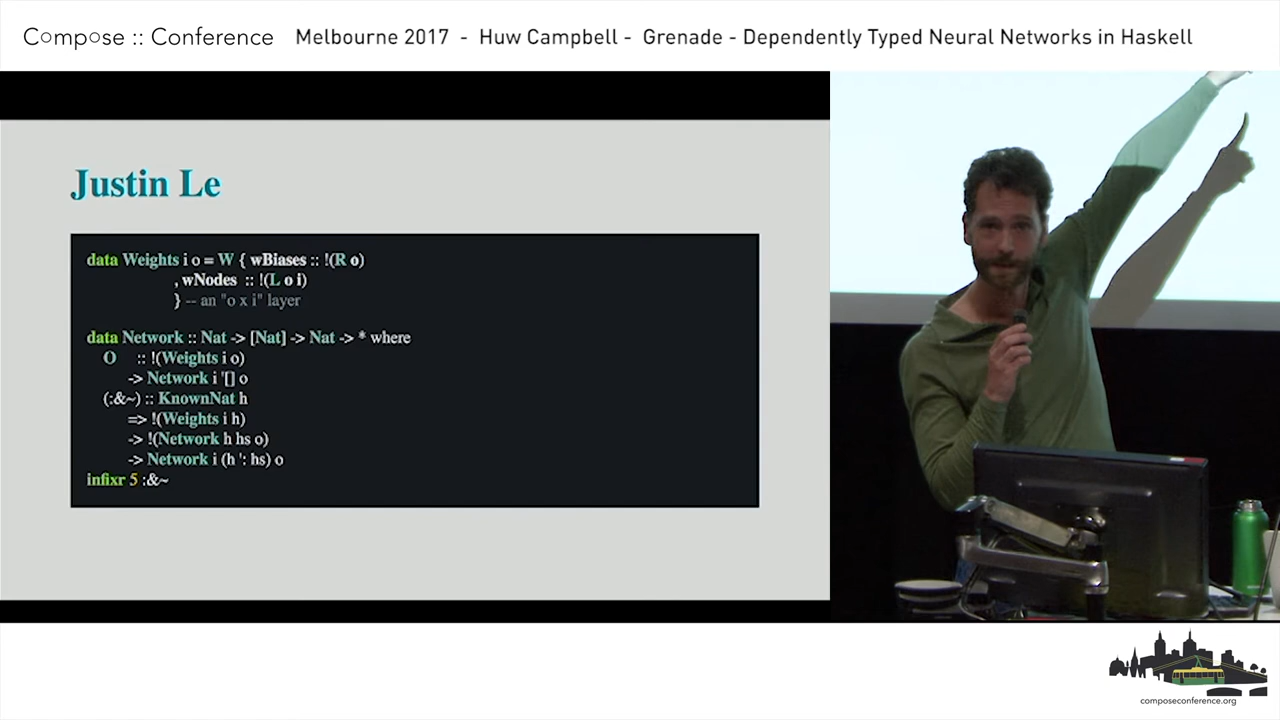 Compose :: Conference Melbourne 2017 - Huw Campbell - Grenade - Dependently Typed Neural Networks in Haskell
Justin Le
data Weights i o = W { wBiases :: !(R o)
, wNodes :: !(L o i)
} -- an "o x i" layer
data Network :: Nat -> [Nat] -> Nat -> * where
O :: !(Weights i o)
-> Network i '[] o
(:&~) :: KnownNat h
=> !(Weights i h)
-> !(Network h hs o)
-> Network i (h ': hs) o
infixr 5 :&~
composeconference.org